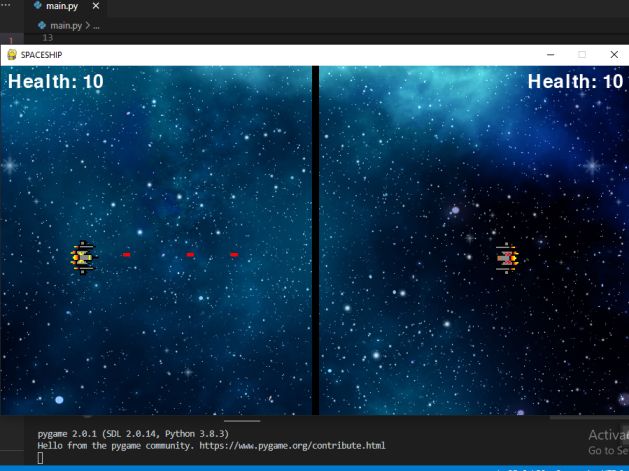 main.py
main.py > ...
1
13
SPACESHIP
Health: 10
Health: 10
pygame 2.0.1 (SDL 2.0.14, Python 3.8.3)
Hello from the pygame community. https://www.pygame.org/contribute.html
Activa
Go to Se